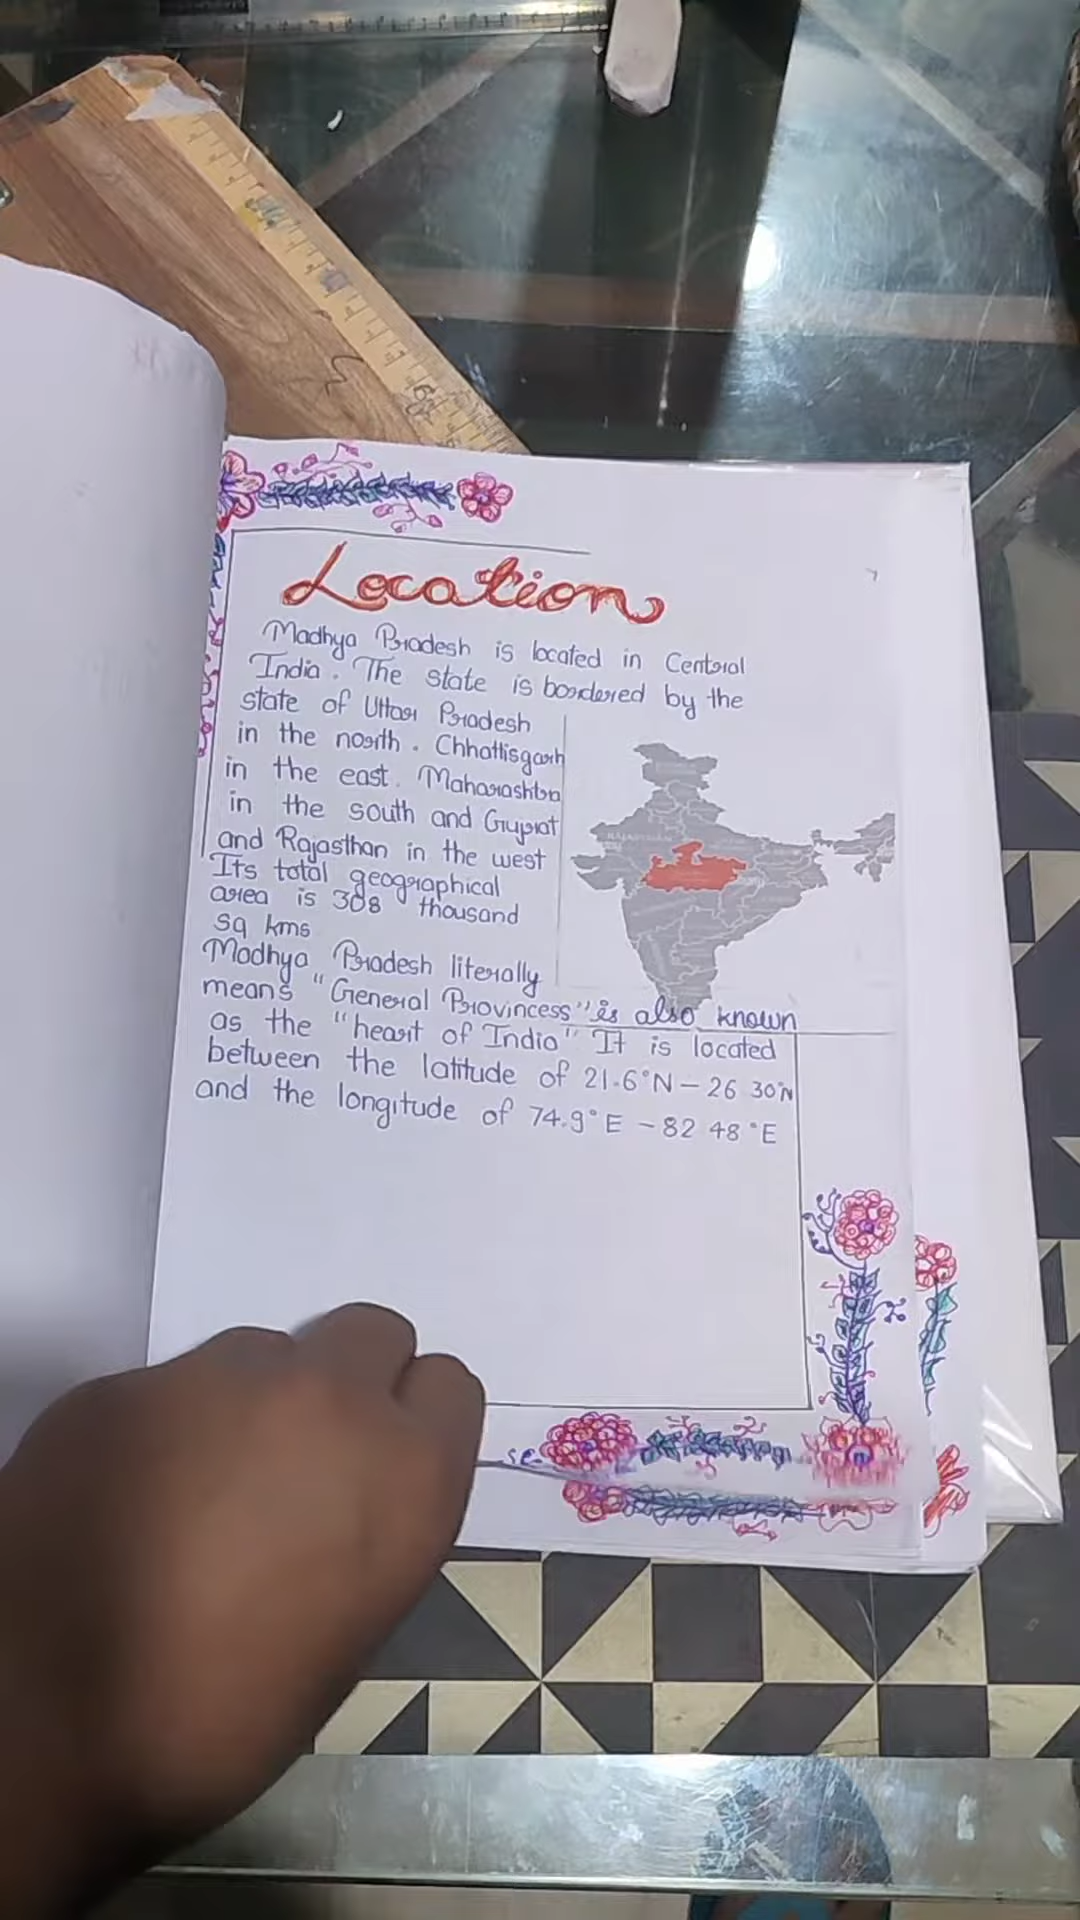 Location
Madhya Pradesh is located in Central
India. The state is bordered by the
state of Uttar Pradesh
in the north. Chhattisgarh
in the east. Maharashtra
in the south and Gujrat
and Rajasthan in the west
Its total geographical
area is 308 thousand
sq kms
Madhya Pradesh literally
means "General Provincess" is also known
as the "heart of India" It is located
between the latitude of 21.6°N – 26 30°N
and the longitude of 74.9°E – 82 48 °E